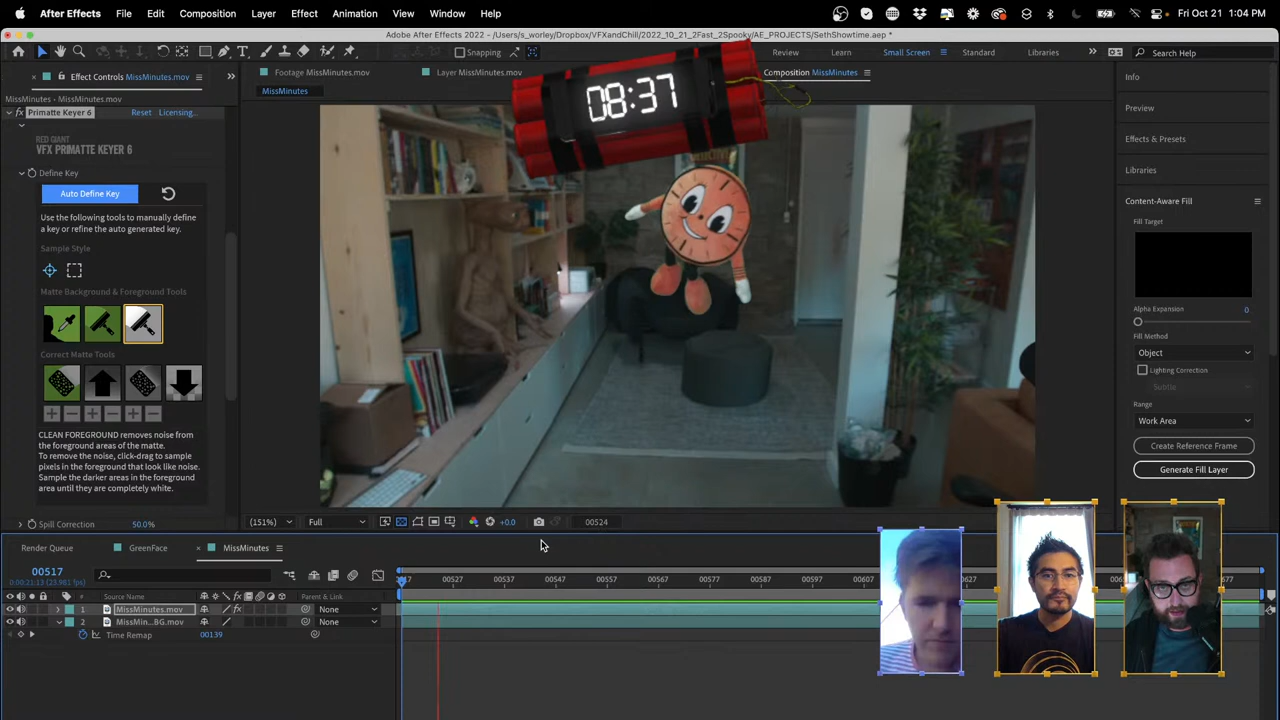 After Effects File Edit Composition Layer Effect Animation View Window Help Fri Oct 21 1:04 PM
Adobe After Effects 2022 - /Users/s_worley/Dropbox/VFXandChill/2022_10_21_2Fast_2Spooky/AE_PROJECTS/SethShowtime.aep *
Snapping Review Learn Small Screen Standard Libraries Search Help
Effect Controls MissMinutes.mov Footage MissMinutes.mov Layer MissMinutes.mov Composition MissMinutes Info
MissMinutes
MissMinutes - MissMinutes.mov
08:37
Primatte Keyer 6 Reset Licensing...
Preview
RED GIANT
VFX PRIMATTE KEYER 6
Effects & Presets
Libraries
Define Key
Auto Define Key
Use the following tools to manually define
a key or refine the auto generated key.
Sample Style
Matte Background & Foreground Tools
Correct Matte Tools
CLEAN FOREGROUND removes noise from
the foreground areas of the matte.
To remove the noise, click-drag to sample
pixels in the foreground that look like noise.
Sample the darker areas in the foreground
area until they are completely white.
Spill Correction 50.0%
Content-Aware Fill
Fill Target
Alpha Expansion 0
Fill Method
Object
Lighting Correction
Subtle
Range
Work Area
Create Reference Frame
Generate Fill Layer
(151%) Full +0.0 00524
Render Queue GreenFace MissMinutes
00517
0:00:21:13 (23.981 fps)
00527 00537 00547 00557 00567 00577 00587 00597 00607
Source Name Parent & Link
1 MissMinutes.mov None
2 MissMin...BG.mov None
Time Remap 00139